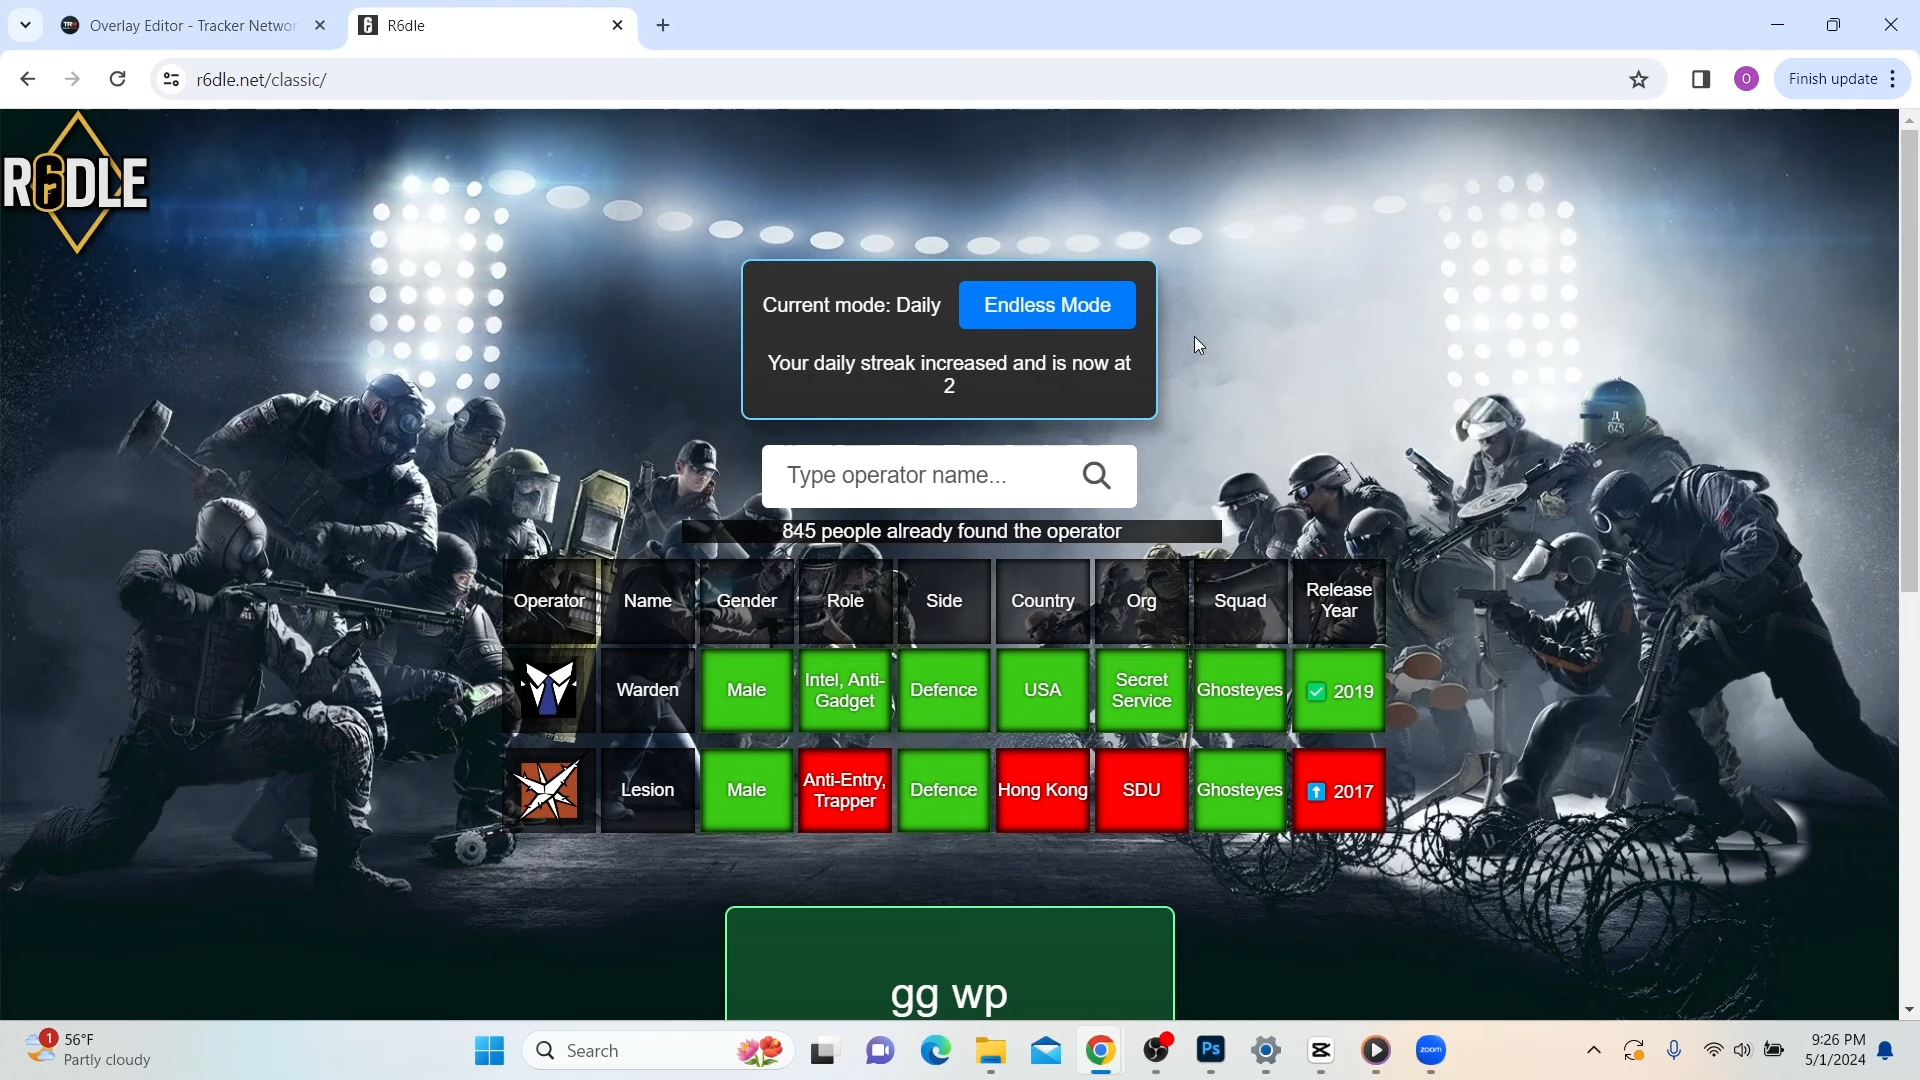 Overlay Editor - Tracker Networ
R6dle
r6dle.net/classic/
O
Finish update
R6DLE
Current mode: Daily
Endless Mode
Your daily streak increased and is now at
2
Type operator name...
845 people already found the operator
Operator
Name
Gender
Role
Side
Country
Org
Squad
Release
Year
Warden
Male
Intel, Anti-
Gadget
Defence
USA
Secret
Service
Ghosteyes
2019
Lesion
Male
Anti-Entry,
Trapper
Defence
Hong Kong
SDU
Ghosteyes
2017
gg wp
1
56°F
Partly cloudy
Search
Ps
zoom
9:26 PM
5/1/2024